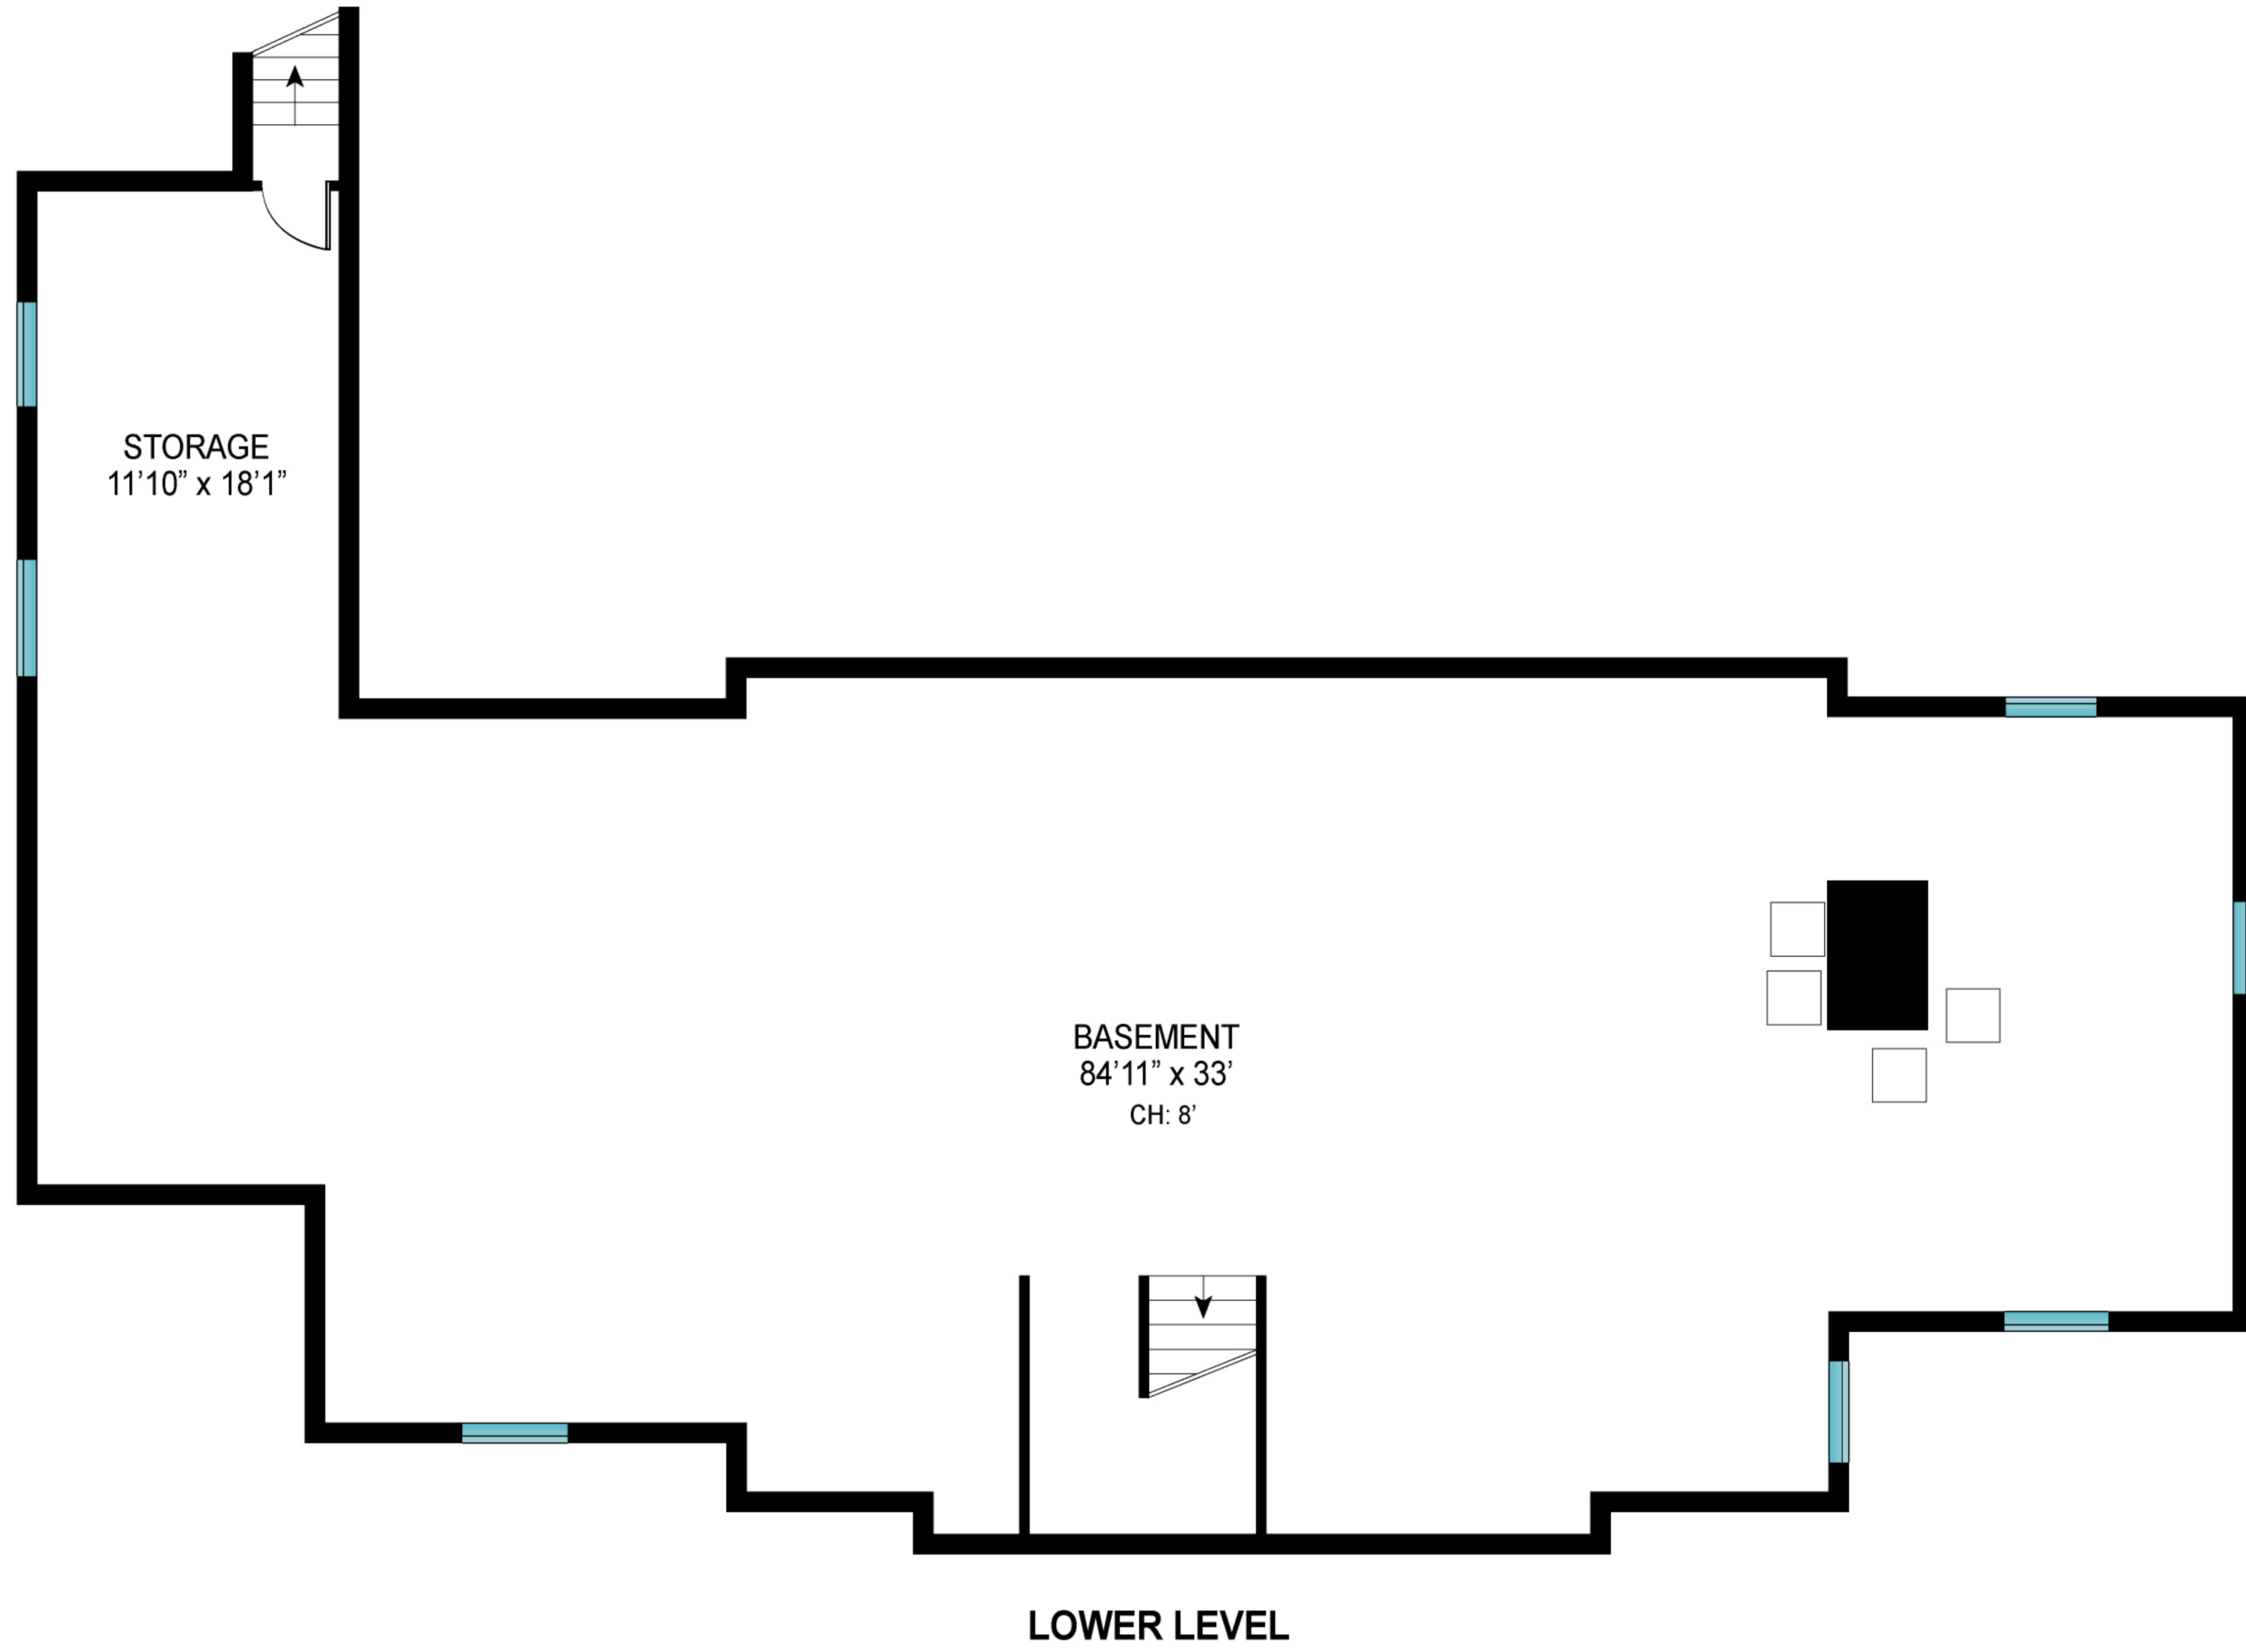 STORAGE
11’10” x 18’1”
BASEMENT
84’11” x 33’
CH: 8’
LOWER LEVEL